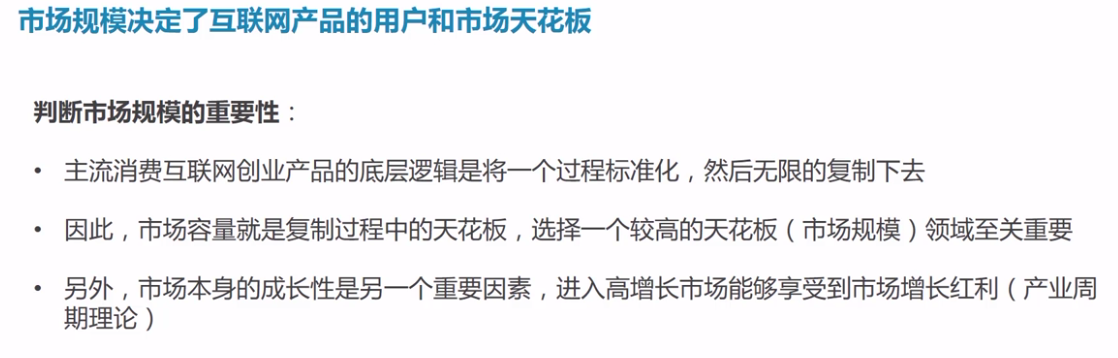 市场规模决定了互联网产品的用户和市场天花板
判断市场规模的重要性：
• 主流消费互联网创业产品的底层逻辑是将一个过程标准化，然后无限的复制下去
• 因此，市场容量就是复制过程中的天花板，选择一个较高的天花板（市场规模）领域至关重要
• 另外，市场本身的成长性是另一个重要因素，进入高增长市场能够享受到市场增长红利（产业周
期理论）